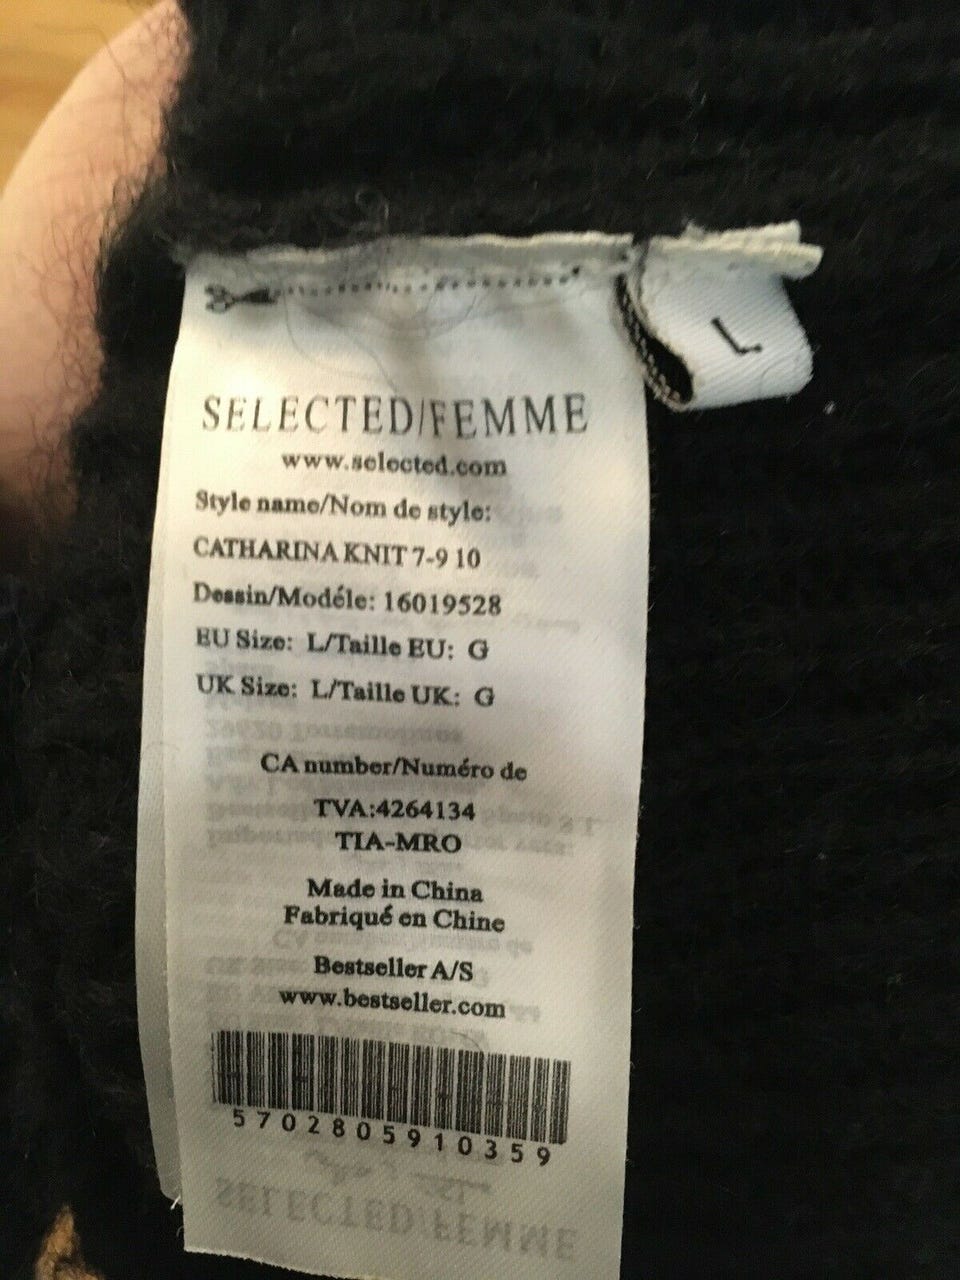 L
SELECTED/FEMME
www.selected.com
Style name/Nom de style:
CATHARINA KNIT 7-9 10
Dessin/Modéle: 16019528
EU Size: L/Taille EU: G
UK Size: L/Taille UK: G
CA number/Numéro de
TVA:4264134
TIA-MRO
Made in China
Fabriqué en Chine
Bestseller A/S
www.bestseller.com
5702805910359